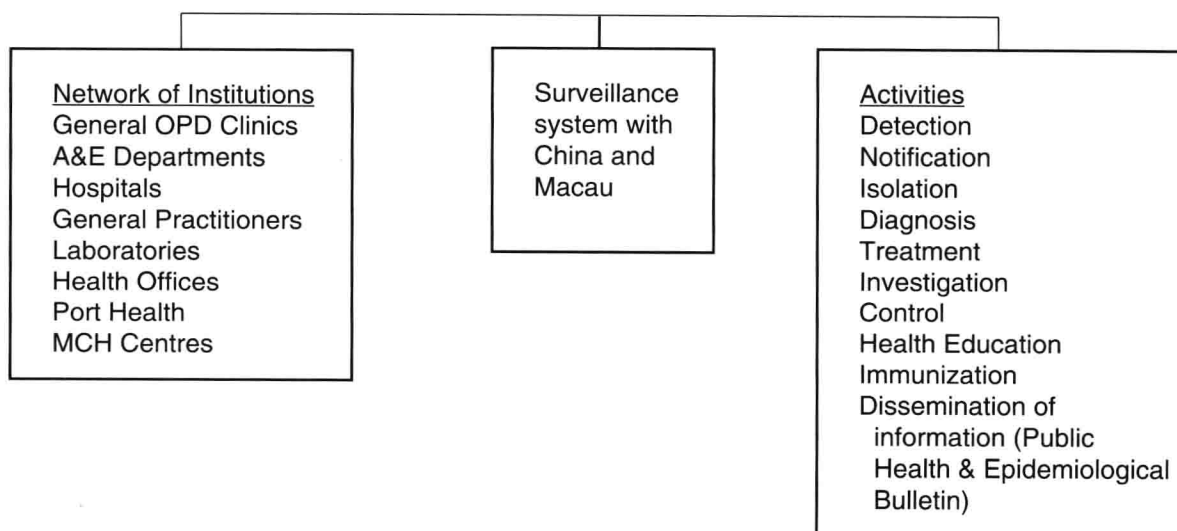 Network of Institutions
General OPD Clinics
A&E Departments
Hospitals
General Practitioners
Laboratories
Health Offices
Port Health
MCH Centres
Surveillance
system with
China and
Macau
Activities
Detection
Notification
Isolation
Diagnosis
Treatment
Investigation
Control
Health Education
Immunization
Dissemination of
information (Public
Health & Epidemiological
Bulletin)